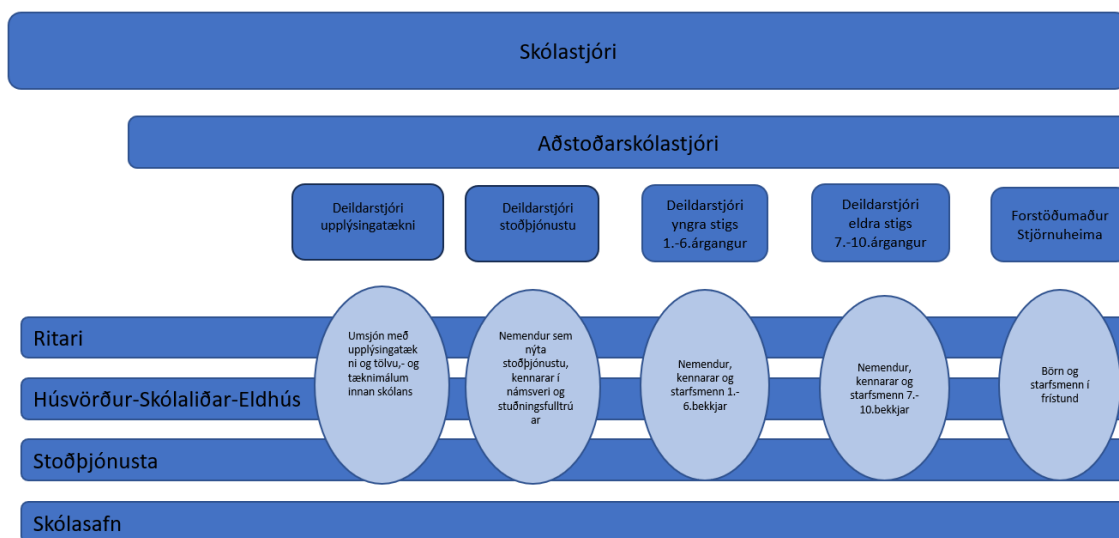 Skólastjóri
Aðstoðarskólastjóri
Deildarstjóri
upplýsingatækni
Deildarstjóri
stoðþjónustu
Deildarstjóri
yngra stigs
1.-6.árgangur
Deildarstjóri
eldra stigs
7.-10.árgangur
Forstöðumaður
Stjörnuheima
Ritari
Húsvörður-Skólaliðar-Eldhús
Stoðþjónusta
Skólasafn
Umsjón með
upplýsingatæk
ni og tölvu,- og
tæknimálum
innan skólans
Nemendur sem
nýta
stoðþjónustu,
kennarar í
námsveri og
stuðningsfulltrú
ar
Nemendur,
kennarar og
starfsmenn 1.-
6.bekkjar
Nemendur,
kennarar og
starfsmenn 7.-
10.bekkjar
Börn og
starfsmenn í
frístund